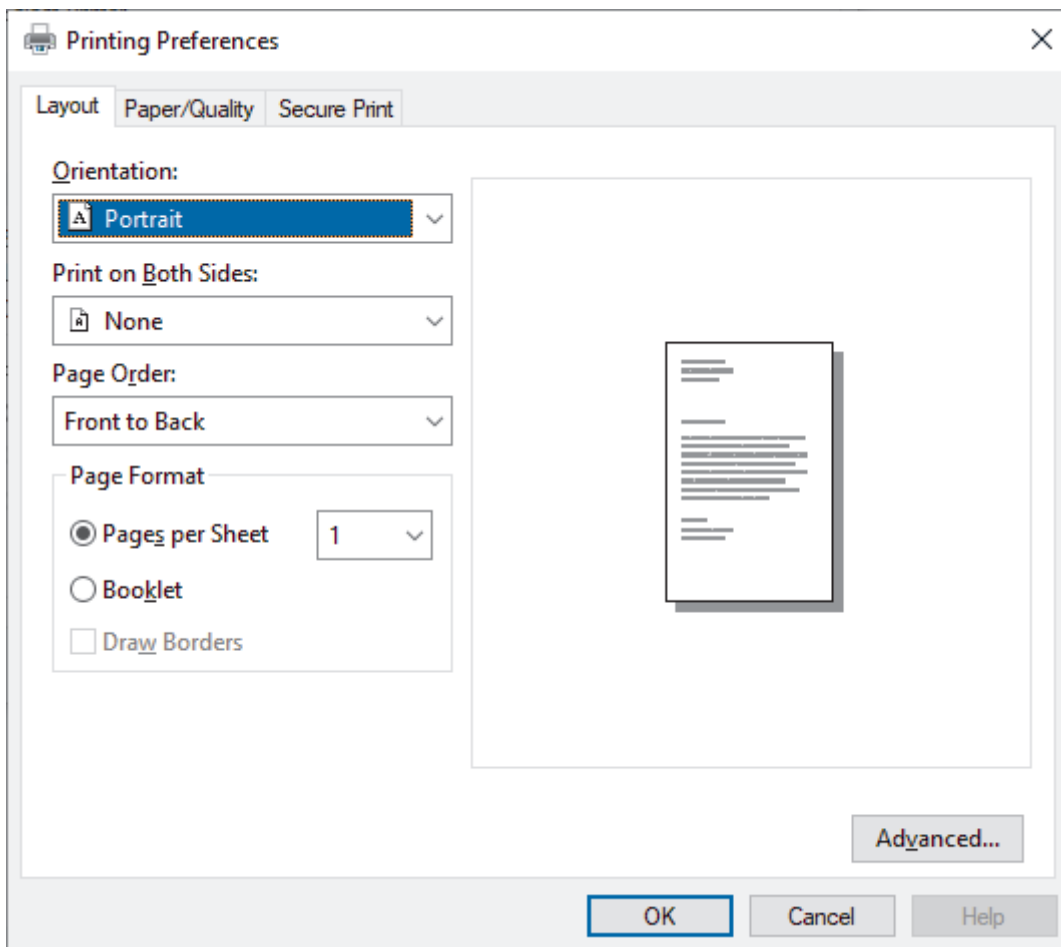 Printing Preferences
Layout Paper/Quality Secure Print
Orientation:
A Portrait
Print on Both Sides:
A None
Page Order:
Front to Back
Page Format
Pages per Sheet 1
Booklet
Draw Borders
Advanced...
OK Cancel Help